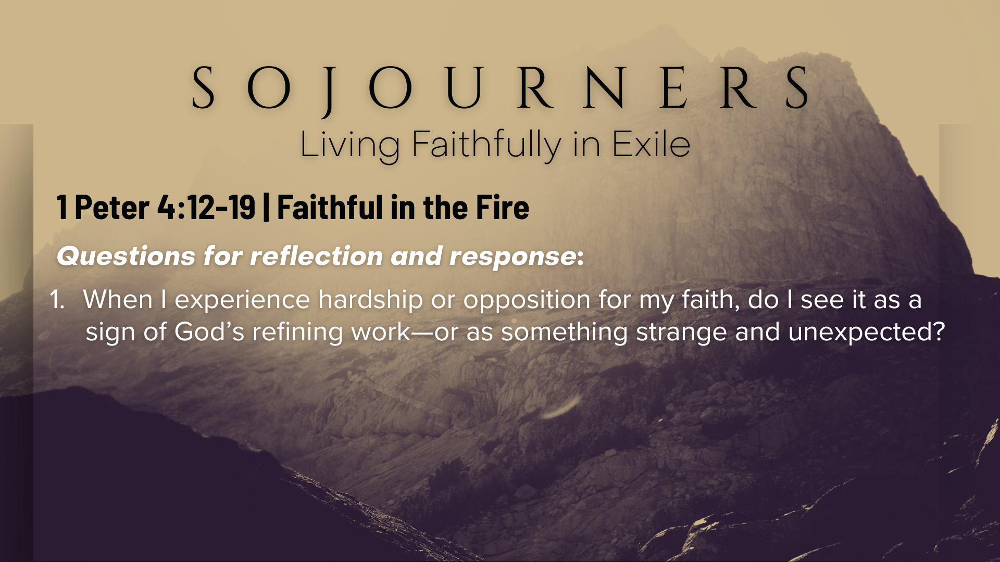 SOJOURNERS
Living Faithfully in Exile
1 Peter 4:12-19 | Faithful in the Fire
Questions for reflection and response:
1. When I experience hardship or opposition for my faith, do I see it as a
sign of God’s refining work—or as something strange and unexpected?